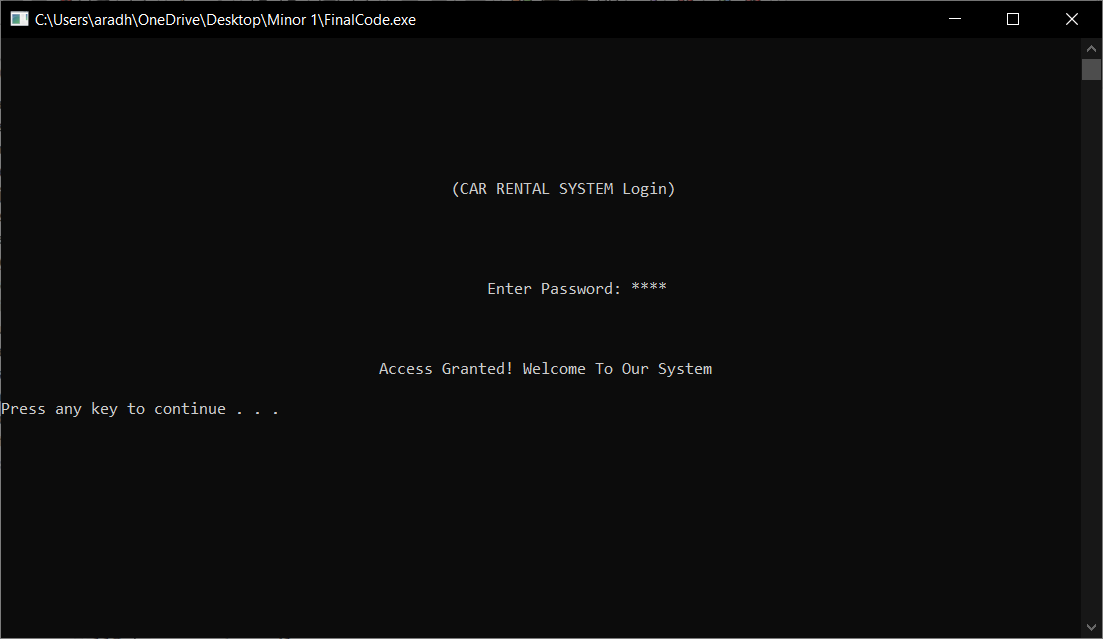 C:\Users\aradh\OneDrive\Desktop\Minor 1\FinalCode.exe
(CAR RENTAL SYSTEM Login)
Enter Password: ****
Access Granted! Welcome To Our System
Press any key to continue . . .